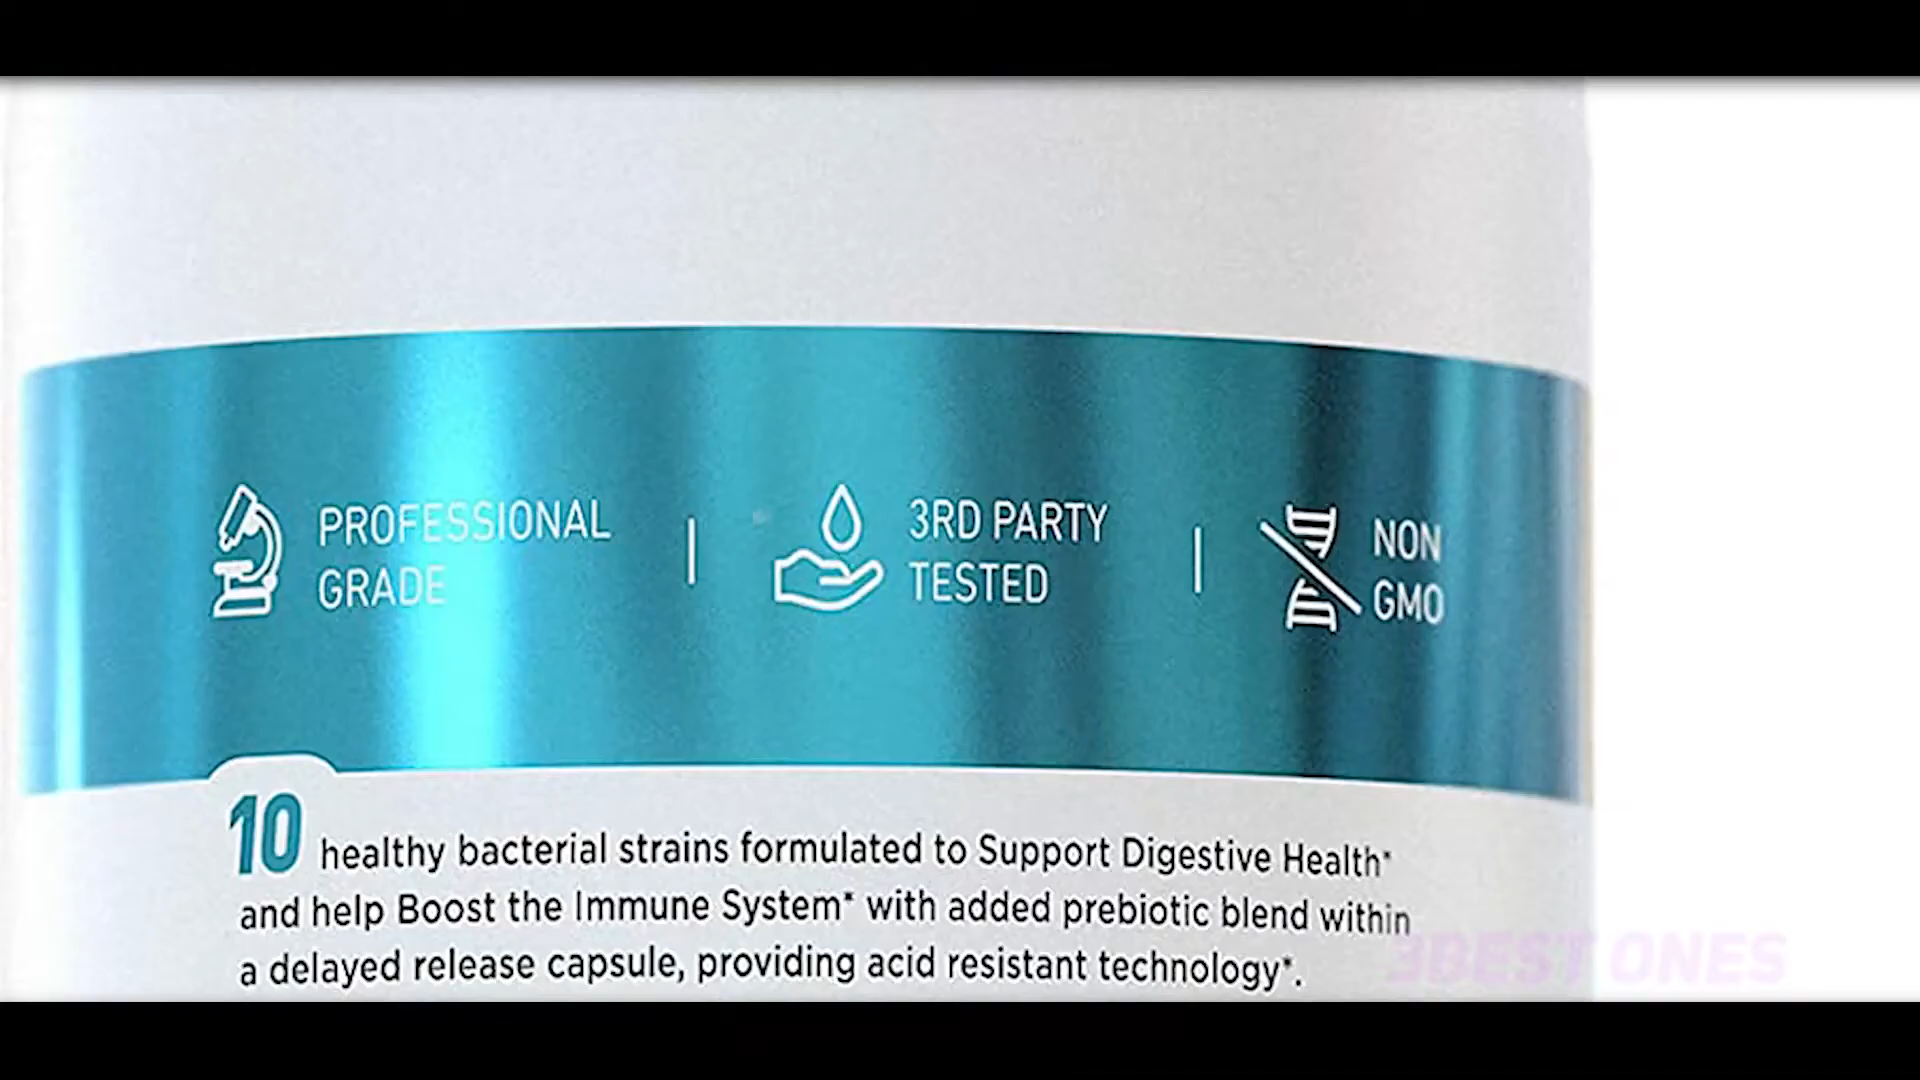 PROFESSIONAL
GRADE
3RD PARTY
TESTED
NON
GMO
10 healthy bacterial strains formulated to Support Digestive Health*
and help Boost the Immune System* with added prebiotic blend within
a delayed release capsule, providing acid resistant technology*.
3BEST ONES